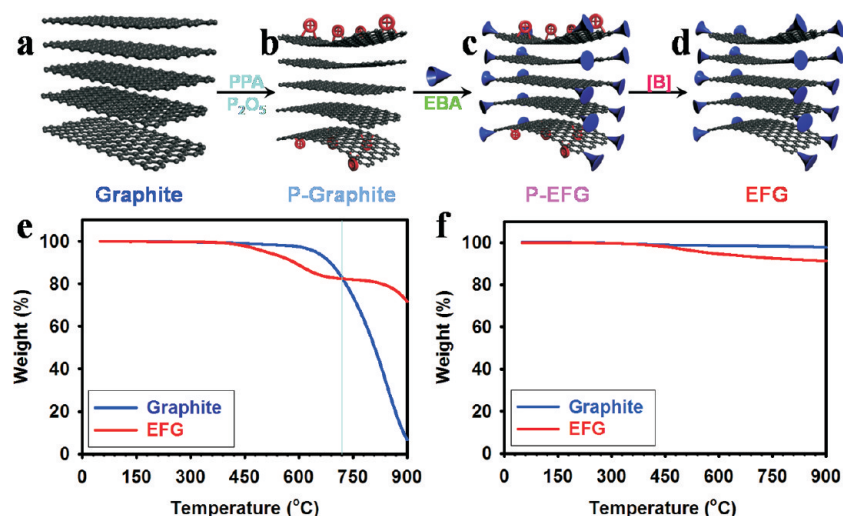 a
b
c
d
PPA
P₂O₅
EBA
[B]
Graphite
P-Graphite
P-EFG
EFG
e
100
80
60
40
20
0
Weight (%)
Graphite
EFG
0 150 300 450 600 750 900
Temperature (°C)
f
100
80
60
40
20
0
Weight (%)
Graphite
EFG
0 150 300 450 600 750 900
Temperature (°C)